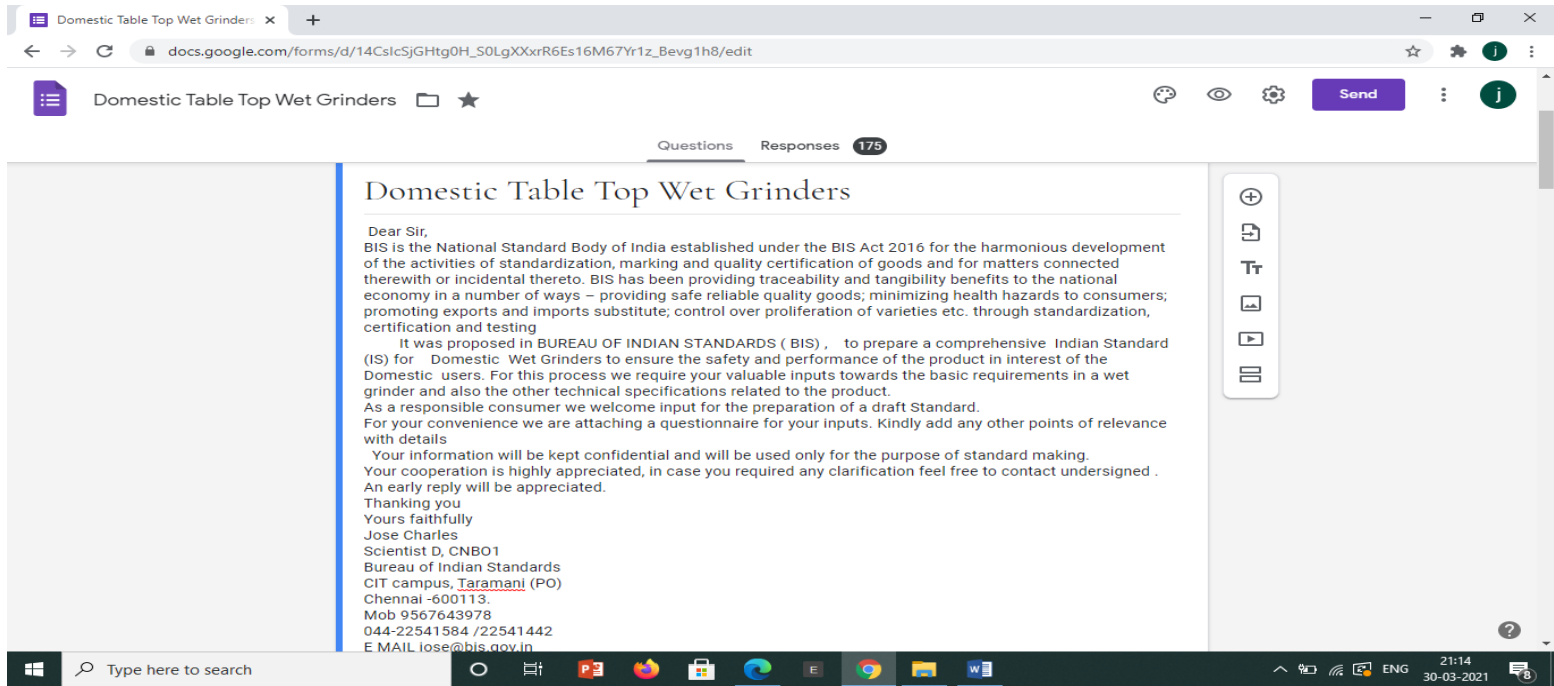 Domestic Table Top Wet Grinders
docs.google.com/forms/d/14CsIcSjGHtg0H_S0LgXXxrR6Es16M67Yr1z_Bevg1h8/edit
j
Domestic Table Top Wet Grinders
Send
j
Questions Responses 175
Domestic Table Top Wet Grinders
Dear Sir,
BIS is the National Standard Body of India established under the BIS Act 2016 for the harmonious development
of the activities of standardization, marking and quality certification of goods and for matters connected
therewith or incidental thereto. BIS has been providing traceability and tangibility benefits to the national
economy in a number of ways – providing safe reliable quality goods; minimizing health hazards to consumers;
promoting exports and imports substitute; control over proliferation of varieties etc. through standardization,
certification and testing
It was proposed in BUREAU OF INDIAN STANDARDS ( BIS) , to prepare a comprehensive Indian Standard
(IS) for Domestic Wet Grinders to ensure the safety and performance of the product in interest of the
Domestic users. For this process we require your valuable inputs towards the basic requirements in a wet
grinder and also the other technical specifications related to the product.
As a responsible consumer we welcome input for the preparation of a draft Standard.
For your convenience we are attaching a questionnaire for your inputs. Kindly add any other points of relevance
with details
Your information will be kept confidential and will be used only for the purpose of standard making.
Your cooperation is highly appreciated, in case you required any clarification feel free to contact undersigned .
An early reply will be appreciated.
Thanking you
Yours faithfully
Jose Charles
Scientist D, CNBO1
Bureau of Indian Standards
CIT campus, Taramani (PO)
Chennai -600113.
Mob 9567643978
044-22541584 /22541442
E MAIL jose@bis.gov.in
Type here to search
ENG
21:14
30-03-2021
8